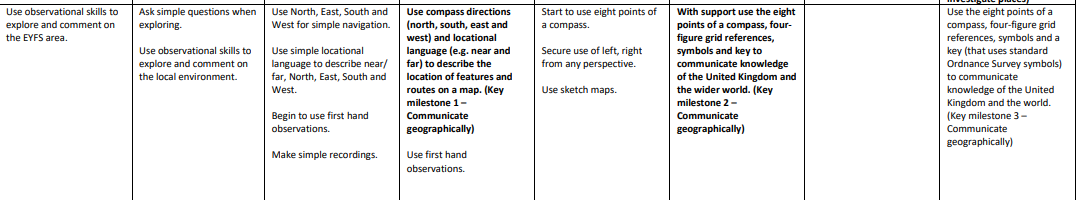 investigate places)
Use observational skills to
explore and comment on
the EYFS area.
Ask simple questions when
exploring.
Use observational skills to
explore and comment on
the local environment.
Use North, East, South and
West for simple navigation.
Use simple locational
language to describe near/
far, North, East, South and
West.
Begin to use first hand
observations.
Make simple recordings.
Use compass directions
(north, south, east and
west) and locational
language (e.g. near and
far) to describe the
location of features and
routes on a map. (Key
milestone 1 –
Communicate
geographically)
Use first hand
observations.
Start to use eight points of
a compass.
Secure use of left, right
from any perspective.
Use sketch maps.
With support use the eight
points of a compass, four-
figure grid references,
symbols and key to
communicate knowledge
of the United Kingdom and
the wider world. (Key
milestone 2 –
Communicate
geographically)
Use the eight points of a
compass, four-figure grid
references, symbols and a
key (that uses standard
Ordnance Survey symbols)
to communicate
knowledge of the United
Kingdom and the world.
(Key milestone 3 –
Communicate
geographically)